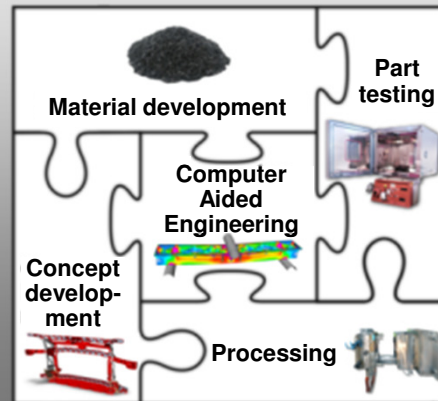 Material development
Part
testing
Computer
Aided
Engineering
Concept
develop-
ment
Processing